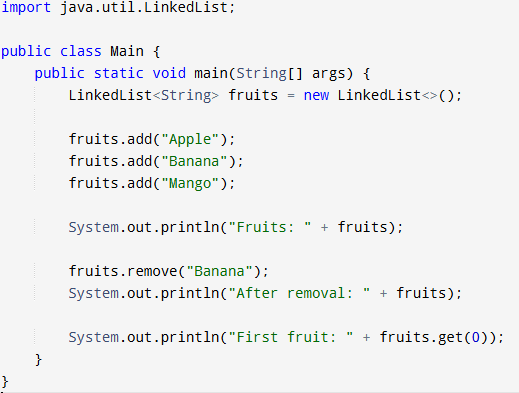 import java.util.LinkedList;
public class Main {
    public static void main(String[] args) {
        LinkedList<String> fruits = new LinkedList<>();
        fruits.add("Apple");
        fruits.add("Banana");
        fruits.add("Mango");
        System.out.println("Fruits: " + fruits);
        fruits.remove("Banana");
        System.out.println("After removal: " + fruits);
        System.out.println("First fruit: " + fruits.get(0));
    }
}